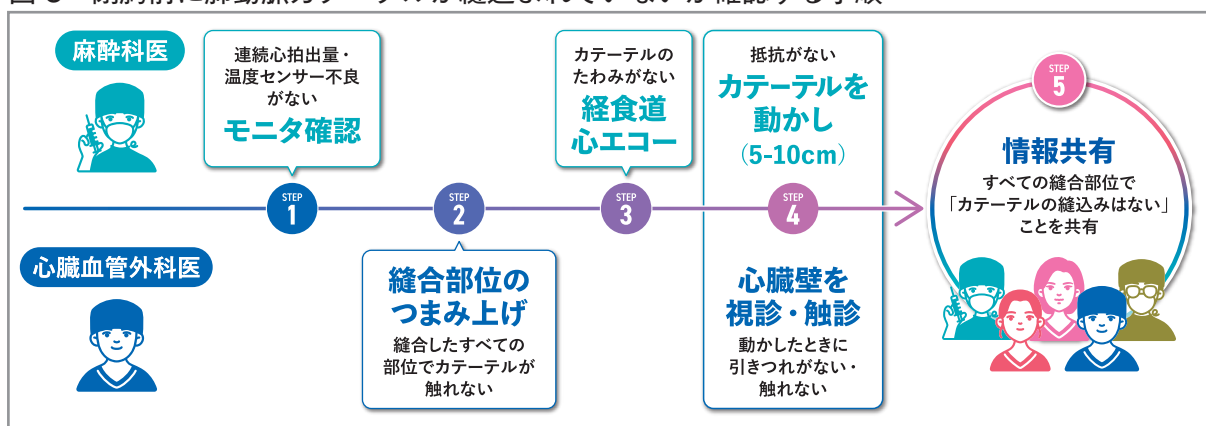 麻酔科医
連続心拍出量・
温度センサー不良
がない
モニタ確認
カテーテルの
たわみがない
経食道
心エコー
抵抗がない
カテーテルを
動かし
(5-10cm)
STEP
1
STEP
2
STEP
3
STEP
4
心臓血管外科医
縫合部位の
つまみ上げ
縫合したすべての
部位でカテーテルが
触れない
心臓壁を
視診・触診
動かしたときに
引きつれがない・
触れない
STEP
5
情報共有
すべての縫合部位で
「カテーテルの縫込みはない」
ことを共有